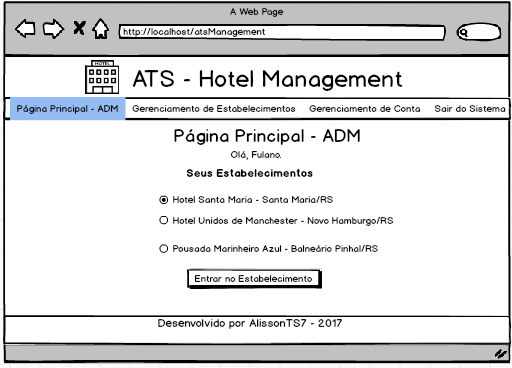 A Web Page
http://localhost/atsManagement
HOTEL
ATS - Hotel Management
Página Principal - ADM
Gerenciamento de Estabelecimentos
Gerenciamento de Conta
Sair do Sistema
Página Principal - ADM
Olá, Fulano.
Seus Estabelecimentos
Hotel Santa Maria - Santa Maria/RS
Hotel Unidos de Manchester - Novo Hamburgo/RS
Pousada Marinheiro Azul - Balneário Pinhal/RS
Entrar no Estabelecimento
Desenvolvido por AlissonTS7 - 2017